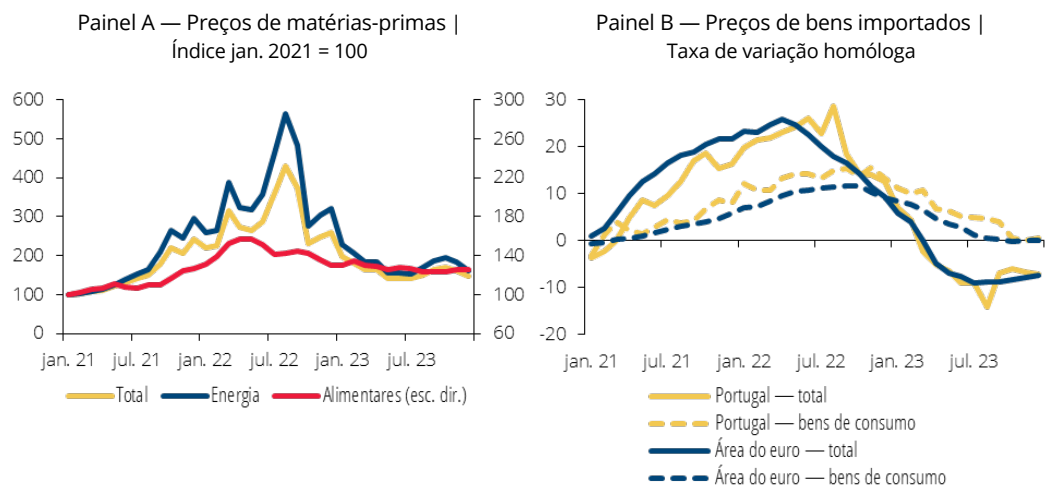 Painel A — Preços de matérias-primas |
Índice jan. 2021 = 100
600
500
400
300
200
100
0
300
260
220
180
140
100
60
jan. 21
jul. 21
jan. 22
jul. 22
jan. 23
jul. 23
Total
Energia
Alimentares (esc. dir.)
Painel B — Preços de bens importados |
Taxa de variação homóloga
30
20
10
0
-10
-20
jan. 21
jul. 21
jan. 22
jul. 22
jan. 23
jul. 23
Portugal — total
Portugal — bens de consumo
Área do euro — total
Área do euro — bens de consumo